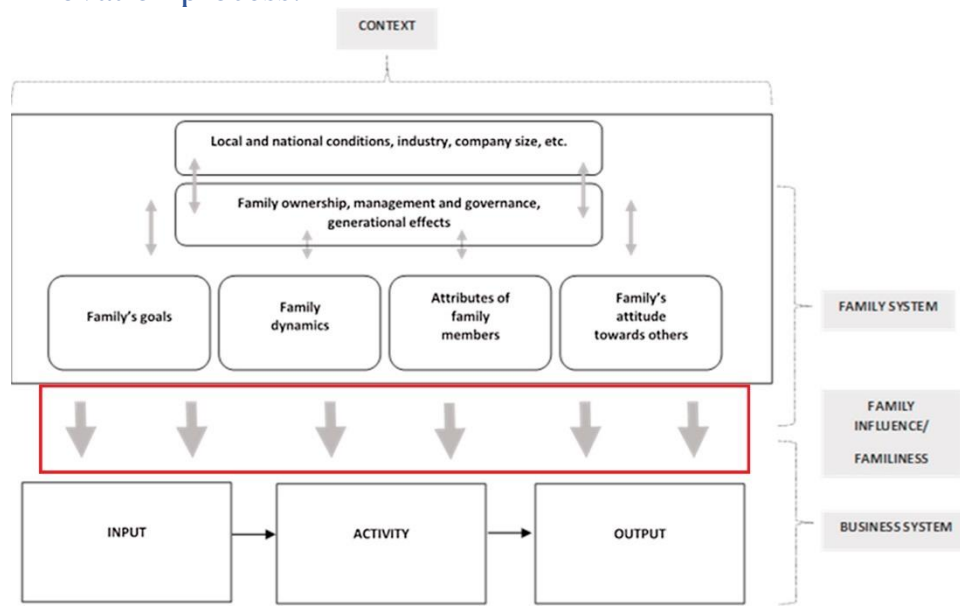 CONTEXT
Local and national conditions, industry, company size, etc.
Family ownership, management and governance,
generational effects
Family's goals
Family
dynamics
Attributes of
family
members
Family's
attitude
towards others
FAMILY SYSTEM
FAMILY
INFLUENCE/
FAMILINESS
INPUT
ACTIVITY
OUTPUT
BUSINESS SYSTEM